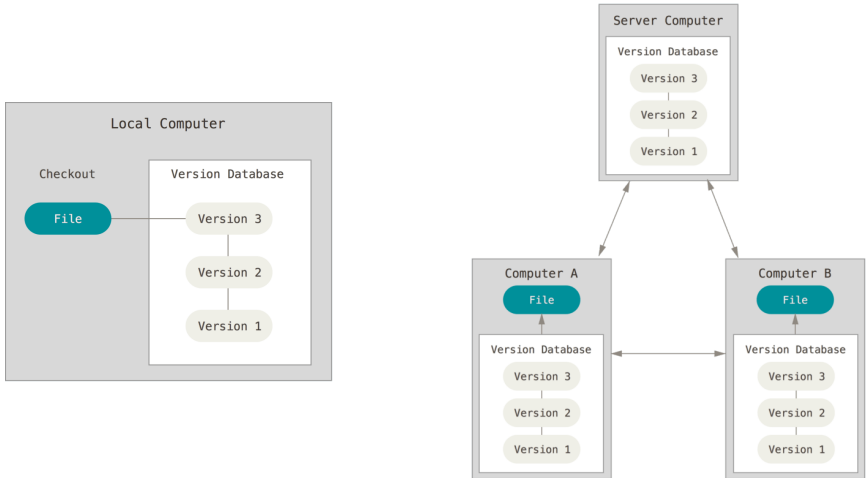 Local Computer
Checkout
Version Database
File
Version 3
Version 2
Version 1
Server Computer
Version Database
Version 3
Version 2
Version 1
Computer A
File
Version Database
Version 3
Version 2
Version 1
Computer B
File
Version Database
Version 3
Version 2
Version 1